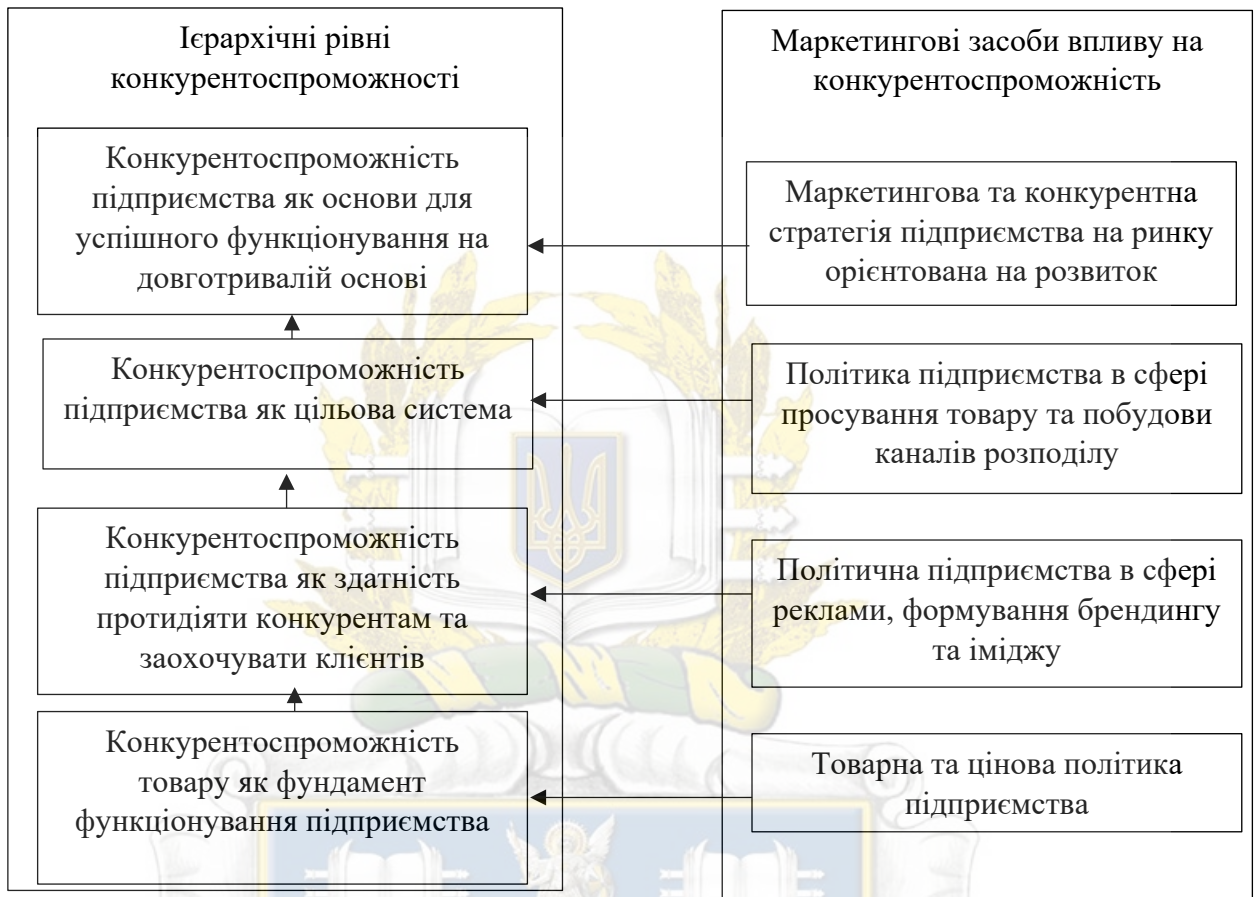 Ієрархічні рівні
конкурентоспроможності
Конкурентоспроможність
підприємства як основи для
успішного функціонування на
довготривалій основі
Конкурентоспроможність
підприємства як цільова система
Конкурентоспроможність
підприємства як здатність
протидіяти конкурентам та
заохочувати клієнтів
Конкурентоспроможність
товару як фундамент
функціонування підприємства
Маркетингові засоби впливу на
конкурентоспроможність
Маркетингова та конкурентна
стратегія підприємства на ринку
орієнтована на розвиток
Політика підприємства в сфері
просування товару та побудови
каналів розподілу
Політична підприємства в сфері
реклами, формування брендингу
та іміджу
Товарна та цінова політика
підприємства